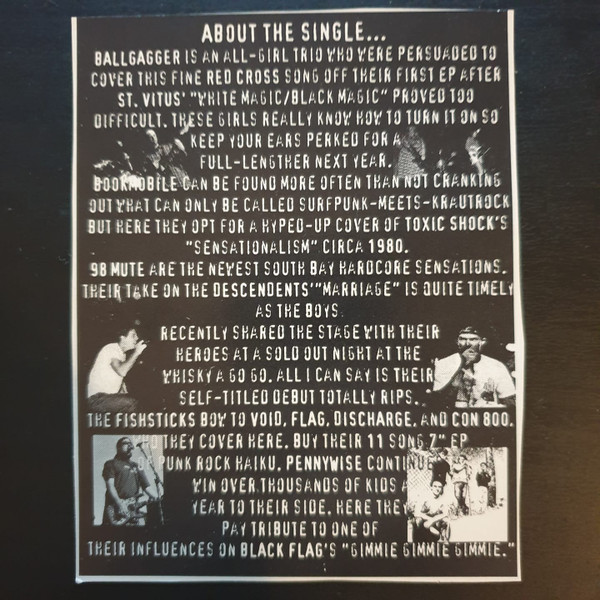 ABOUT THE SINGLE...
BALLGAGGER IS AN ALL-GIRL TRIO WHO WERE PERSUADED TO
COVER THIS FINE RED CROSS SONG OFF THEIR FIRST EP AFTER
ST. VITUS' "WHITE MAGIC/BLACK MAGIC" PROVED TOO
DIFFICULT. THESE GIRLS REALLY KNOW HOW TO TURN IT ON SO
KEEP YOUR EARS PERKED FOR A
FULL-LENGTHER NEXT YEAR.
BOOKMOBILE CAN BE FOUND MORE OFTEN THAN NOT CRANKING
OUT WHAT CAN ONLY BE CALLED SURFPUNK-MEETS-KRAUTROCK
BUT HERE THEY OPT FOR A HYPED-UP COVER OF TOXIC SHOCK'S
"SENSATIONALISM" CIRCA 1980.
98 MUTE ARE THE NEWEST SOUTH BAY HARDCORE SENSATIONS.
THEIR TAKE ON THE DESCENDENTS'"MARRIAGE" IS QUITE TIMELY
AS THE BOYS
RECENTLY SHARED THE STAGE WITH THEIR
HEROES AT A SOLD OUT NIGHT AT THE
WHISKY A GO GO. ALL I CAN SAY IS THEIR
SELF-TITLED DEBUT TOTALLY RIPS.
THE FISHSTICKS BOW TO VOID, FLAG, DISCHARGE, AND CON 800,
WHO THEY COVER HERE. BUY THEIR 11 SONG 7" EP
OF PUNK ROCK HAIKU. PENNYWISE CONTINUE
WIN OVER THOUSANDS OF KIDS A
YEAR TO THEIR SIDE. HERE THEY
PAY TRIBUTE TO ONE OF
THEIR INFLUENCES ON BLACK FLAG'S "GIMMIE GIMMIE GIMMIE."